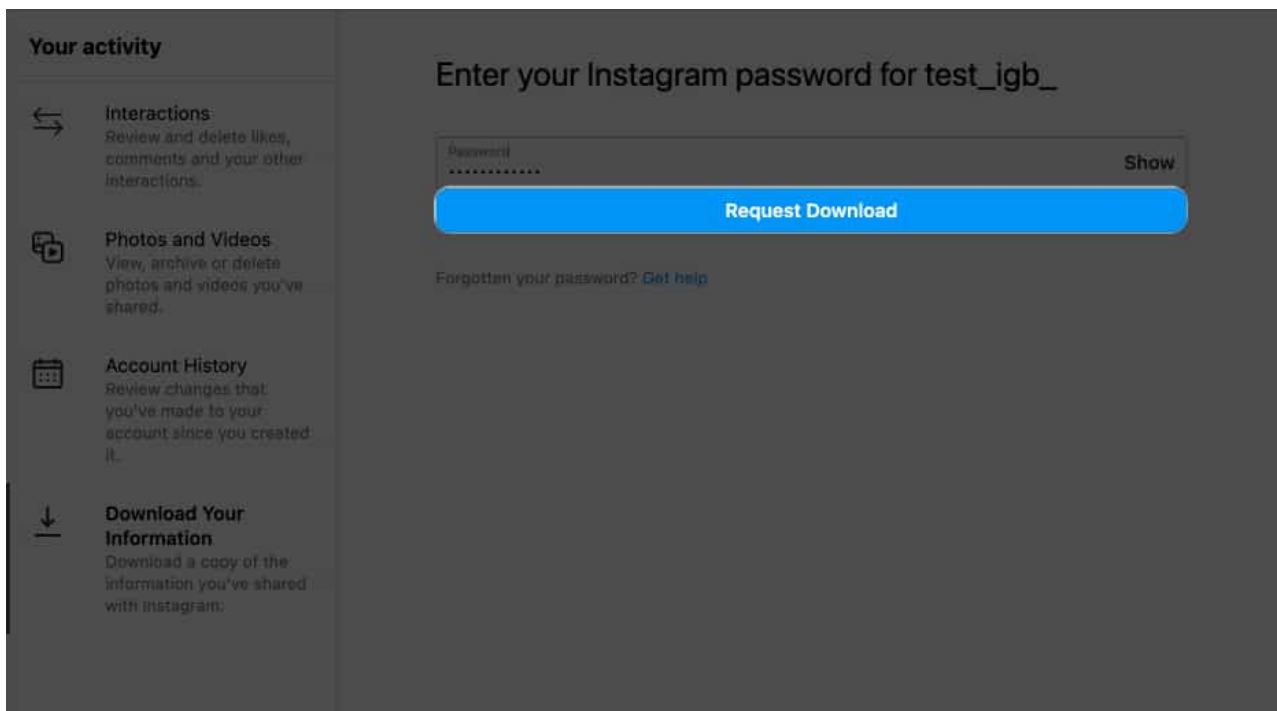 Your activity
Interactions
Review and delete likes,
comments and your other
interactions.
Photos and Videos
View, archive or delete
photos and videos you've
shared.
Account History
Review changes that
you've made to your
account since you created
it.
Download Your
Information
Download a copy of the
information you've shared
with Instagram.
Enter your Instagram password for test_igb_
Password
............
Show
Request Download
Forgotten your password? Get help